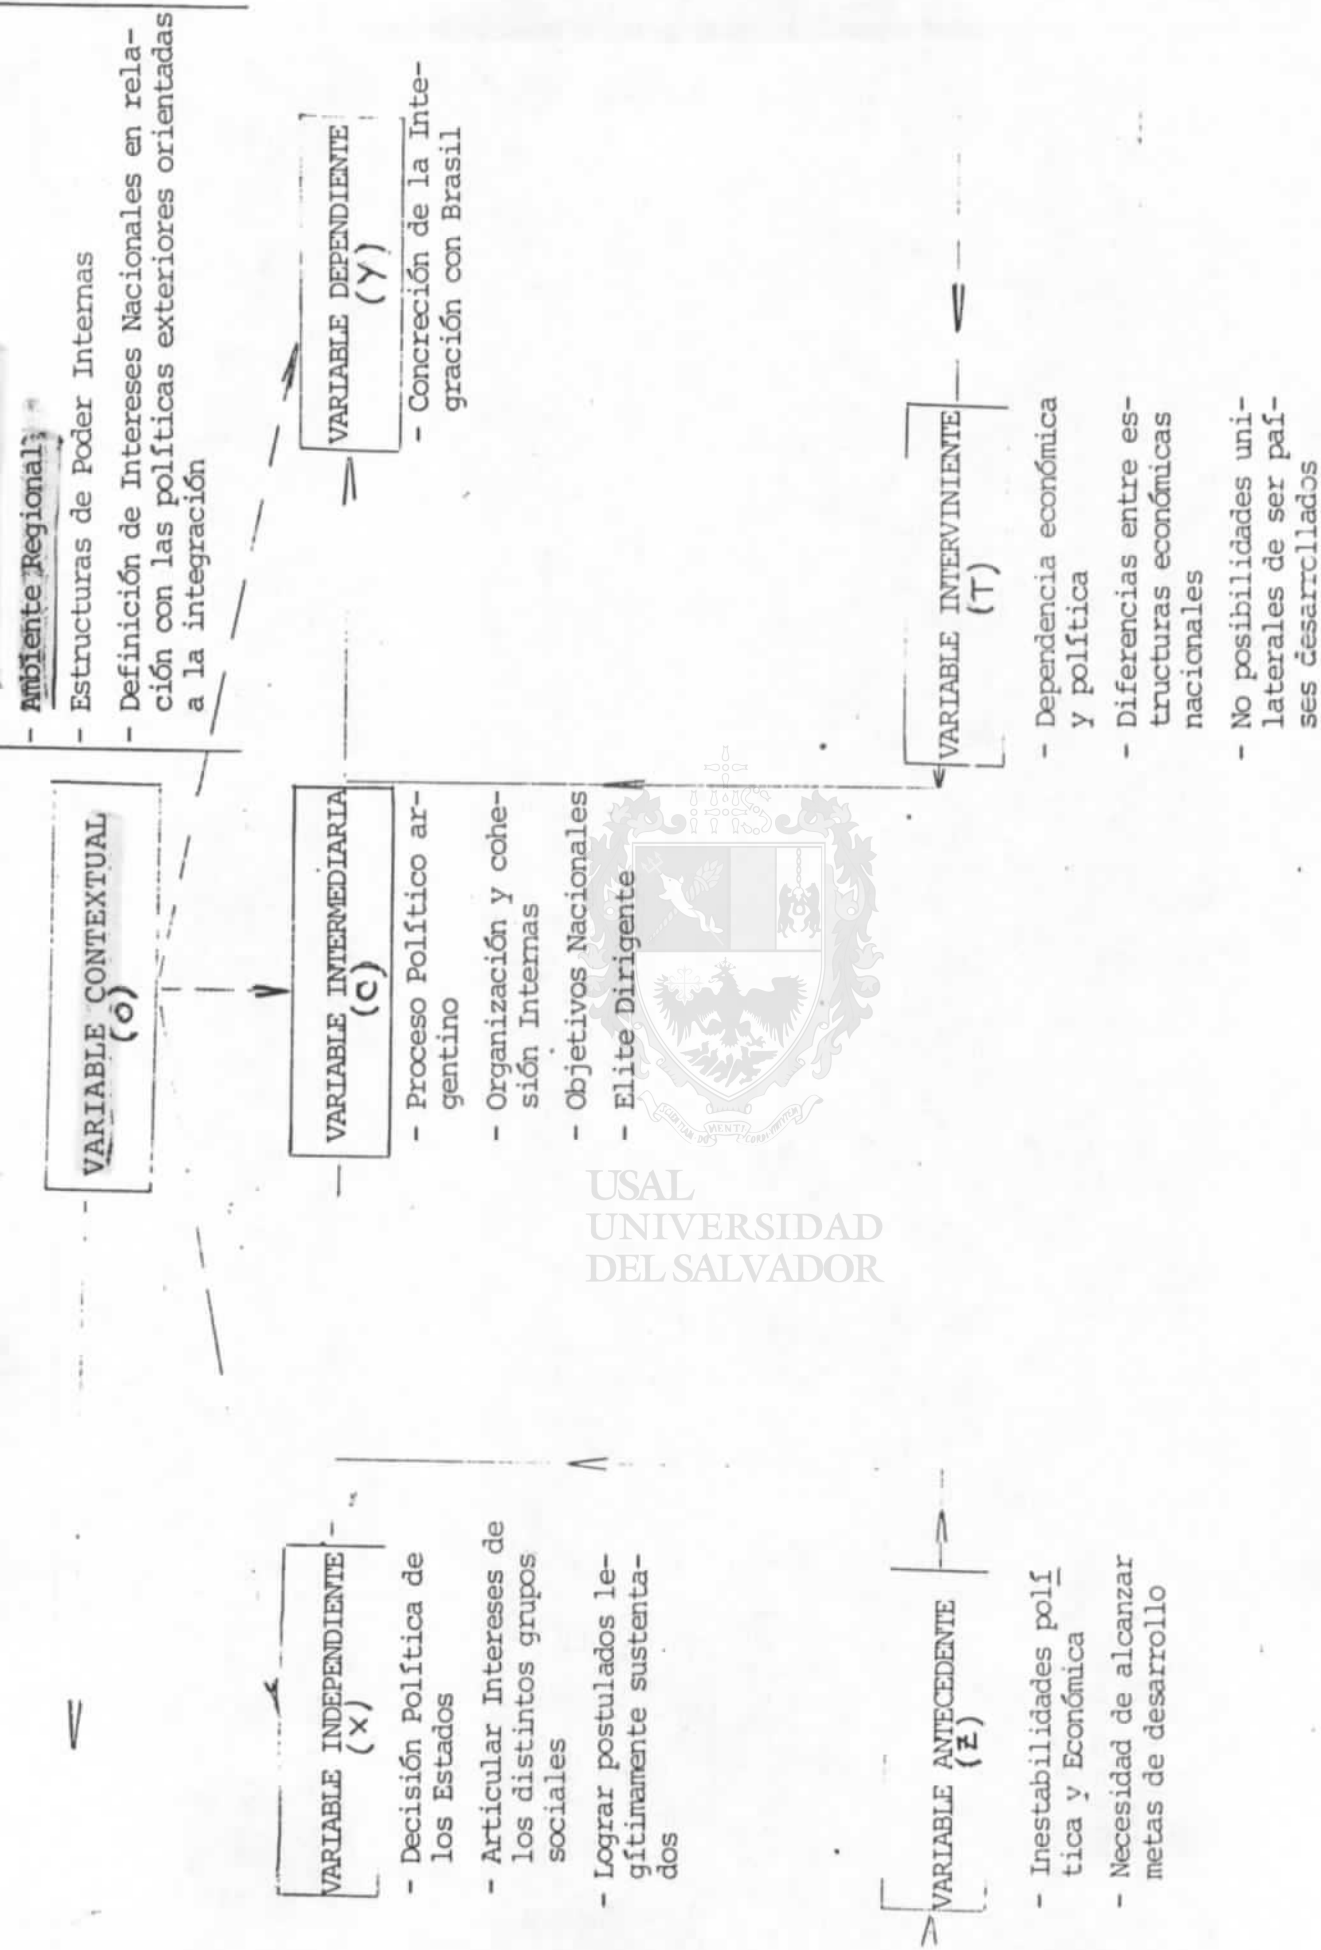 - Ambiente Regional:
- Estructuras de Poder Internas
- Definición de Intereses Nacionales en rela-
ción con las políticas exteriores orientadas
a la integración
VARIABLE CONTEXTUAL
(O)
VARIABLE INDEPENDIENTE
(X)
- Decisión Política de
los Estados
- Articular Intereses de
los distintos grupos
sociales
- Lograr postulados le-
gítimamente sustenta-
dos
VARIABLE INTERMEDIARIA
(C)
- Proceso Político ar-
gentino
- Organización y cohe-
sión Internas
- Objetivos Nacionales
- Elite Dirigente
VARIABLE DEPENDIENTE
(Y)
- Concreción de la Inte-
gración con Brasil
VARIABLE ANTECEDENTE
(Z)
- Inestabilidades polí
tica y Económica
- Necesidad de alcanzar
metas de desarrollo
VARIABLE INTERVINIENTE
(T)
- Dependencia económica
y política
- Diferencias entre es-
tructuras económicas
nacionales
- No posibilidades uni-
laterales de ser paí-
ses desarrollados
USAL
UNIVERSIDAD
DEL SALVADOR